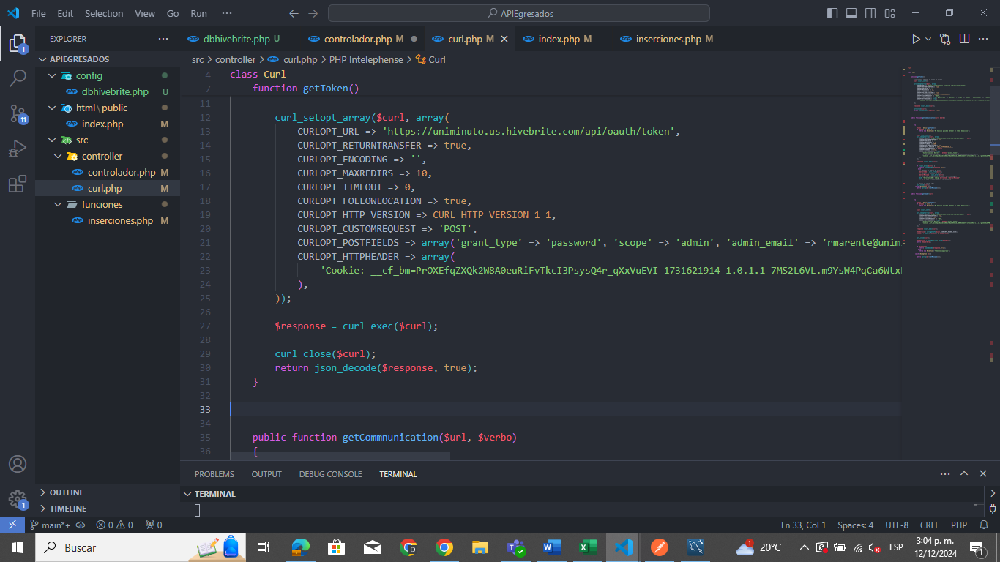 File Edit Selection View Go Run ··· APIEgresados
EXPLORER ···
dbhivebrite.php U controlador.php M curl.php M index.php M inserciones.php M
APIEGRESADOS
config
dbhivebrite.php U
html\public
index.php M
src
controller
controlador.php M
curl.php M
funciones
inserciones.php M
OUTLINE
TIMELINE
src > controller > curl.php > PHP Intelephense > Curl
4 class Curl
7 function getToken()
11
12 curl_setopt_array($curl, array(
13 CURLOPT_URL => 'https://uniminuto.us.hivebrite.com/api/oauth/token',
14 CURLOPT_RETURNTRANSFER => true,
15 CURLOPT_ENCODING => '',
16 CURLOPT_MAXREDIRS => 10,
17 CURLOPT_TIMEOUT => 0,
18 CURLOPT_FOLLOWLOCATION => true,
19 CURLOPT_HTTP_VERSION => CURL_HTTP_VERSION_1_1,
20 CURLOPT_CUSTOMREQUEST => 'POST',
21 CURLOPT_POSTFIELDS => array('grant_type' => 'password', 'scope' => 'admin', 'admin_email' => 'rmarente@unim
22 CURLOPT_HTTPHEADER => array(
23 'Cookie: __cf_bm=PrOXEfqZXQk2W8A0euRiFvTkcI3PsysQ4r_qXxVuEVI-1731621914-1.0.1.1-7MS2L6VL.m9YsW4PqCa6Wtx
24 ),
25 ));
26
27 $response = curl_exec($curl);
28
29 curl_close($curl);
30 return json_decode($response, true);
31 }
32
33
34
35 public function getCommnunication($url, $verbo)
36 {
PROBLEMS OUTPUT DEBUG CONSOLE TERMINAL ···
TERMINAL
1 11 1
main*+ 0 0 0 Ln 33, Col 1 Spaces: 4 UTF-8 CRLF PHP
Buscar 20°C ESP 3:04 p. m.
12/12/2024